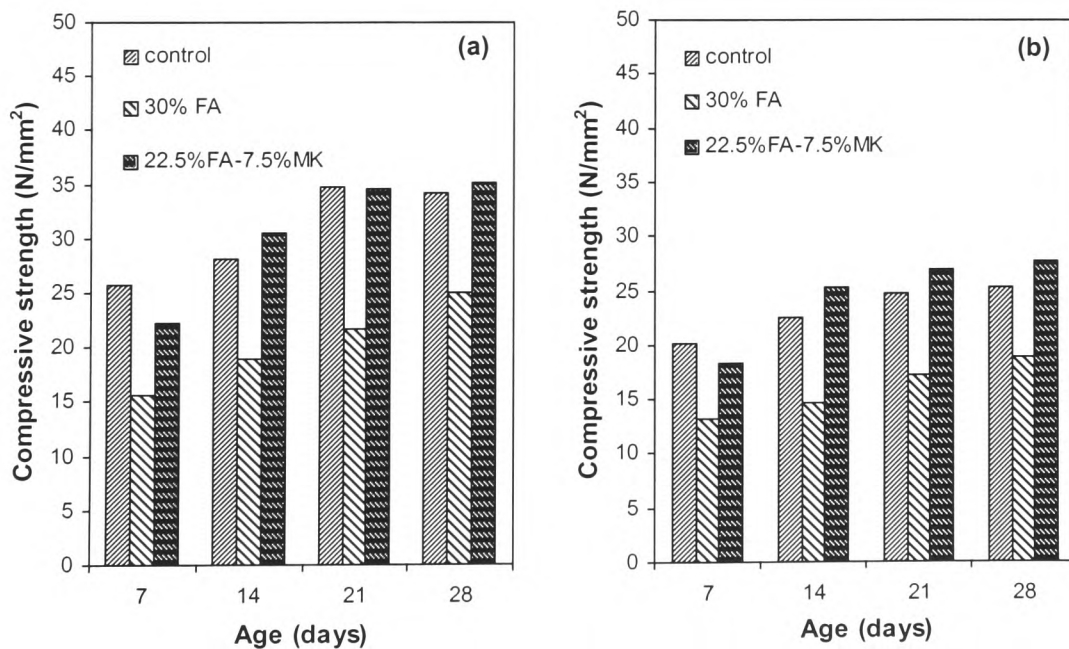 (a)
control
30% FA
22.5%FA-7.5%MK
Compressive strength (N/mm²)
50
45
40
35
30
25
20
15
10
5
0
7 14 21 28
Age (days)
(b)
control
30% FA
22.5%FA-7.5%MK
Compressive strength (N/mm²)
50
45
40
35
30
25
20
15
10
5
0
7 14 21 28
Age (days)